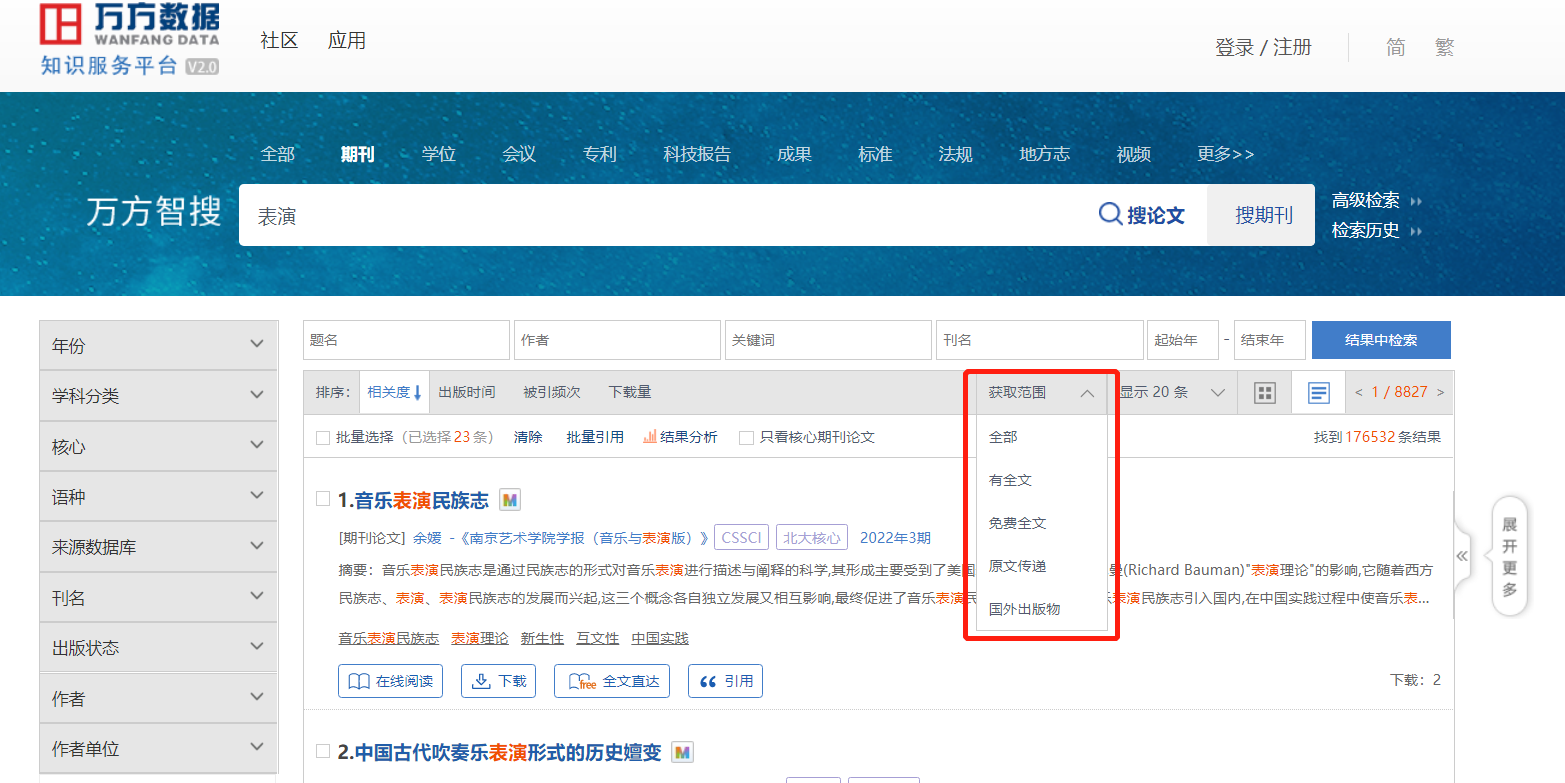 万方数据
WANFANG DATA
知识服务平台 V2.0
社区 应用
登录 / 注册 简 繁
全部 期刊 学位 会议 专利 科技报告 成果 标准 法规 地方志 视频 更多>>
万方智搜
表演 搜论文 搜期刊
高级检索
检索历史
年份
学科分类
核心
语种
来源数据库
刊名
出版状态
作者
作者单位
题名 作者 关键词 刊名 起始年 - 结束年 结果中检索
排序: 相关度 出版时间 被引频次 下载量 获取范围 显示 20 条 < 1 / 8827 >
全部
有全文
免费全文
原文传递
国外出版物
批量选择 (已选择 23 条) 清除 批量引用 结果分析 只看核心期刊论文 找到 176532 条结果
1.音乐表演民族志 M
[期刊论文] 余媛 -《南京艺术学院学报（音乐与表演版）》 CSSCI 北大核心 2022年3期
摘要：音乐表演民族志是通过民族志的形式对音乐表演进行描述与阐释的科学,其形成主要受到了美国 曼(Richard Bauman)"表演理论"的影响,它随着西方
民族志、表演、表演民族志的发展而兴起,这三个概念各自独立发展又相互影响,最终促进了音乐表演民 乐表演民族志引入国内,在中国实践过程中使音乐表...
音乐表演民族志 表演理论 新生性 互文性 中国实践
在线阅读 下载 free 全文直达 引用 下载：2
2.中国古代吹奏乐表演形式的历史嬗变 M
« 展开更多